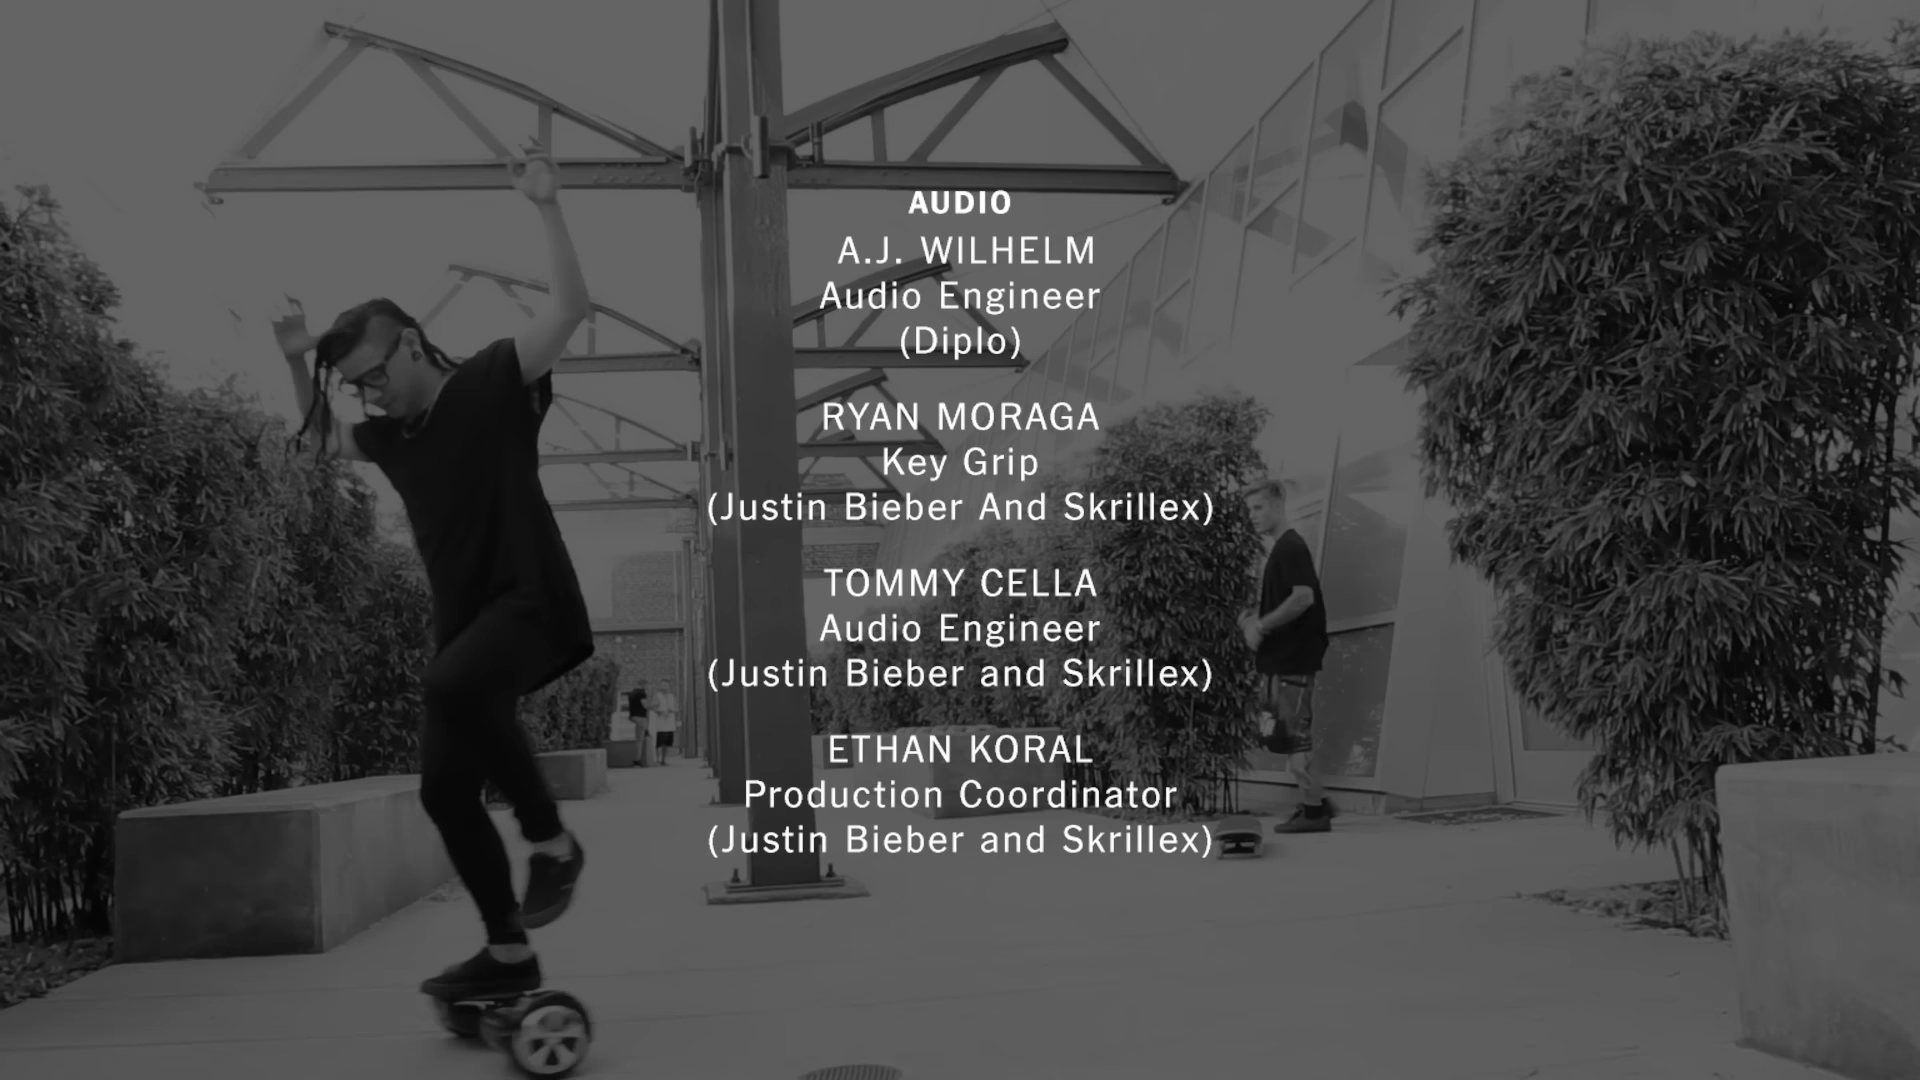 AUDIO
A.J. WILHELM
Audio Engineer
(Diplo)
RYAN MORAGA
Key Grip
(Justin Bieber And Skrillex)
TOMMY CELLA
Audio Engineer
(Justin Bieber and Skrillex)
ETHAN KORAL
Production Coordinator
(Justin Bieber and Skrillex)